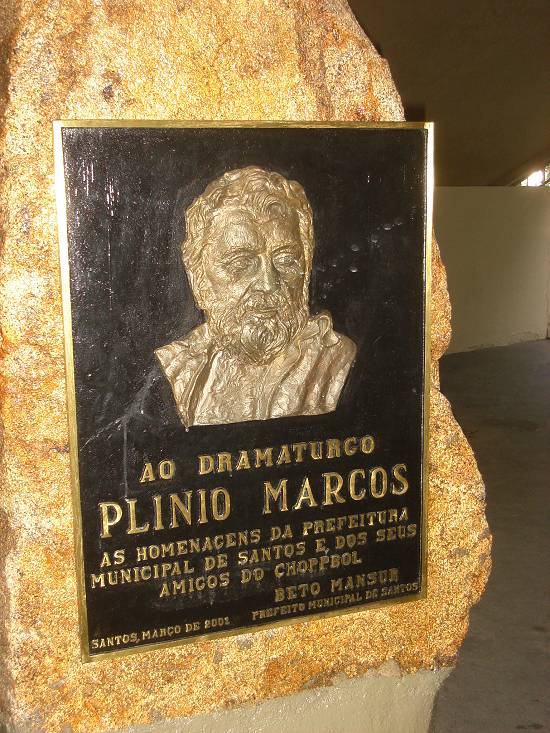 AO DRAMATURGO
PLINIO MARCOS
AS HOMENAGENS DA PREFEITURA
MUNICIPAL DE SANTOS E DOS SEUS
AMIGOS DO CHOPPBOL
BETO MANSUR
PREFEITO MUNICIPAL DE SANTOS
SANTOS, MARÇO DE 2001